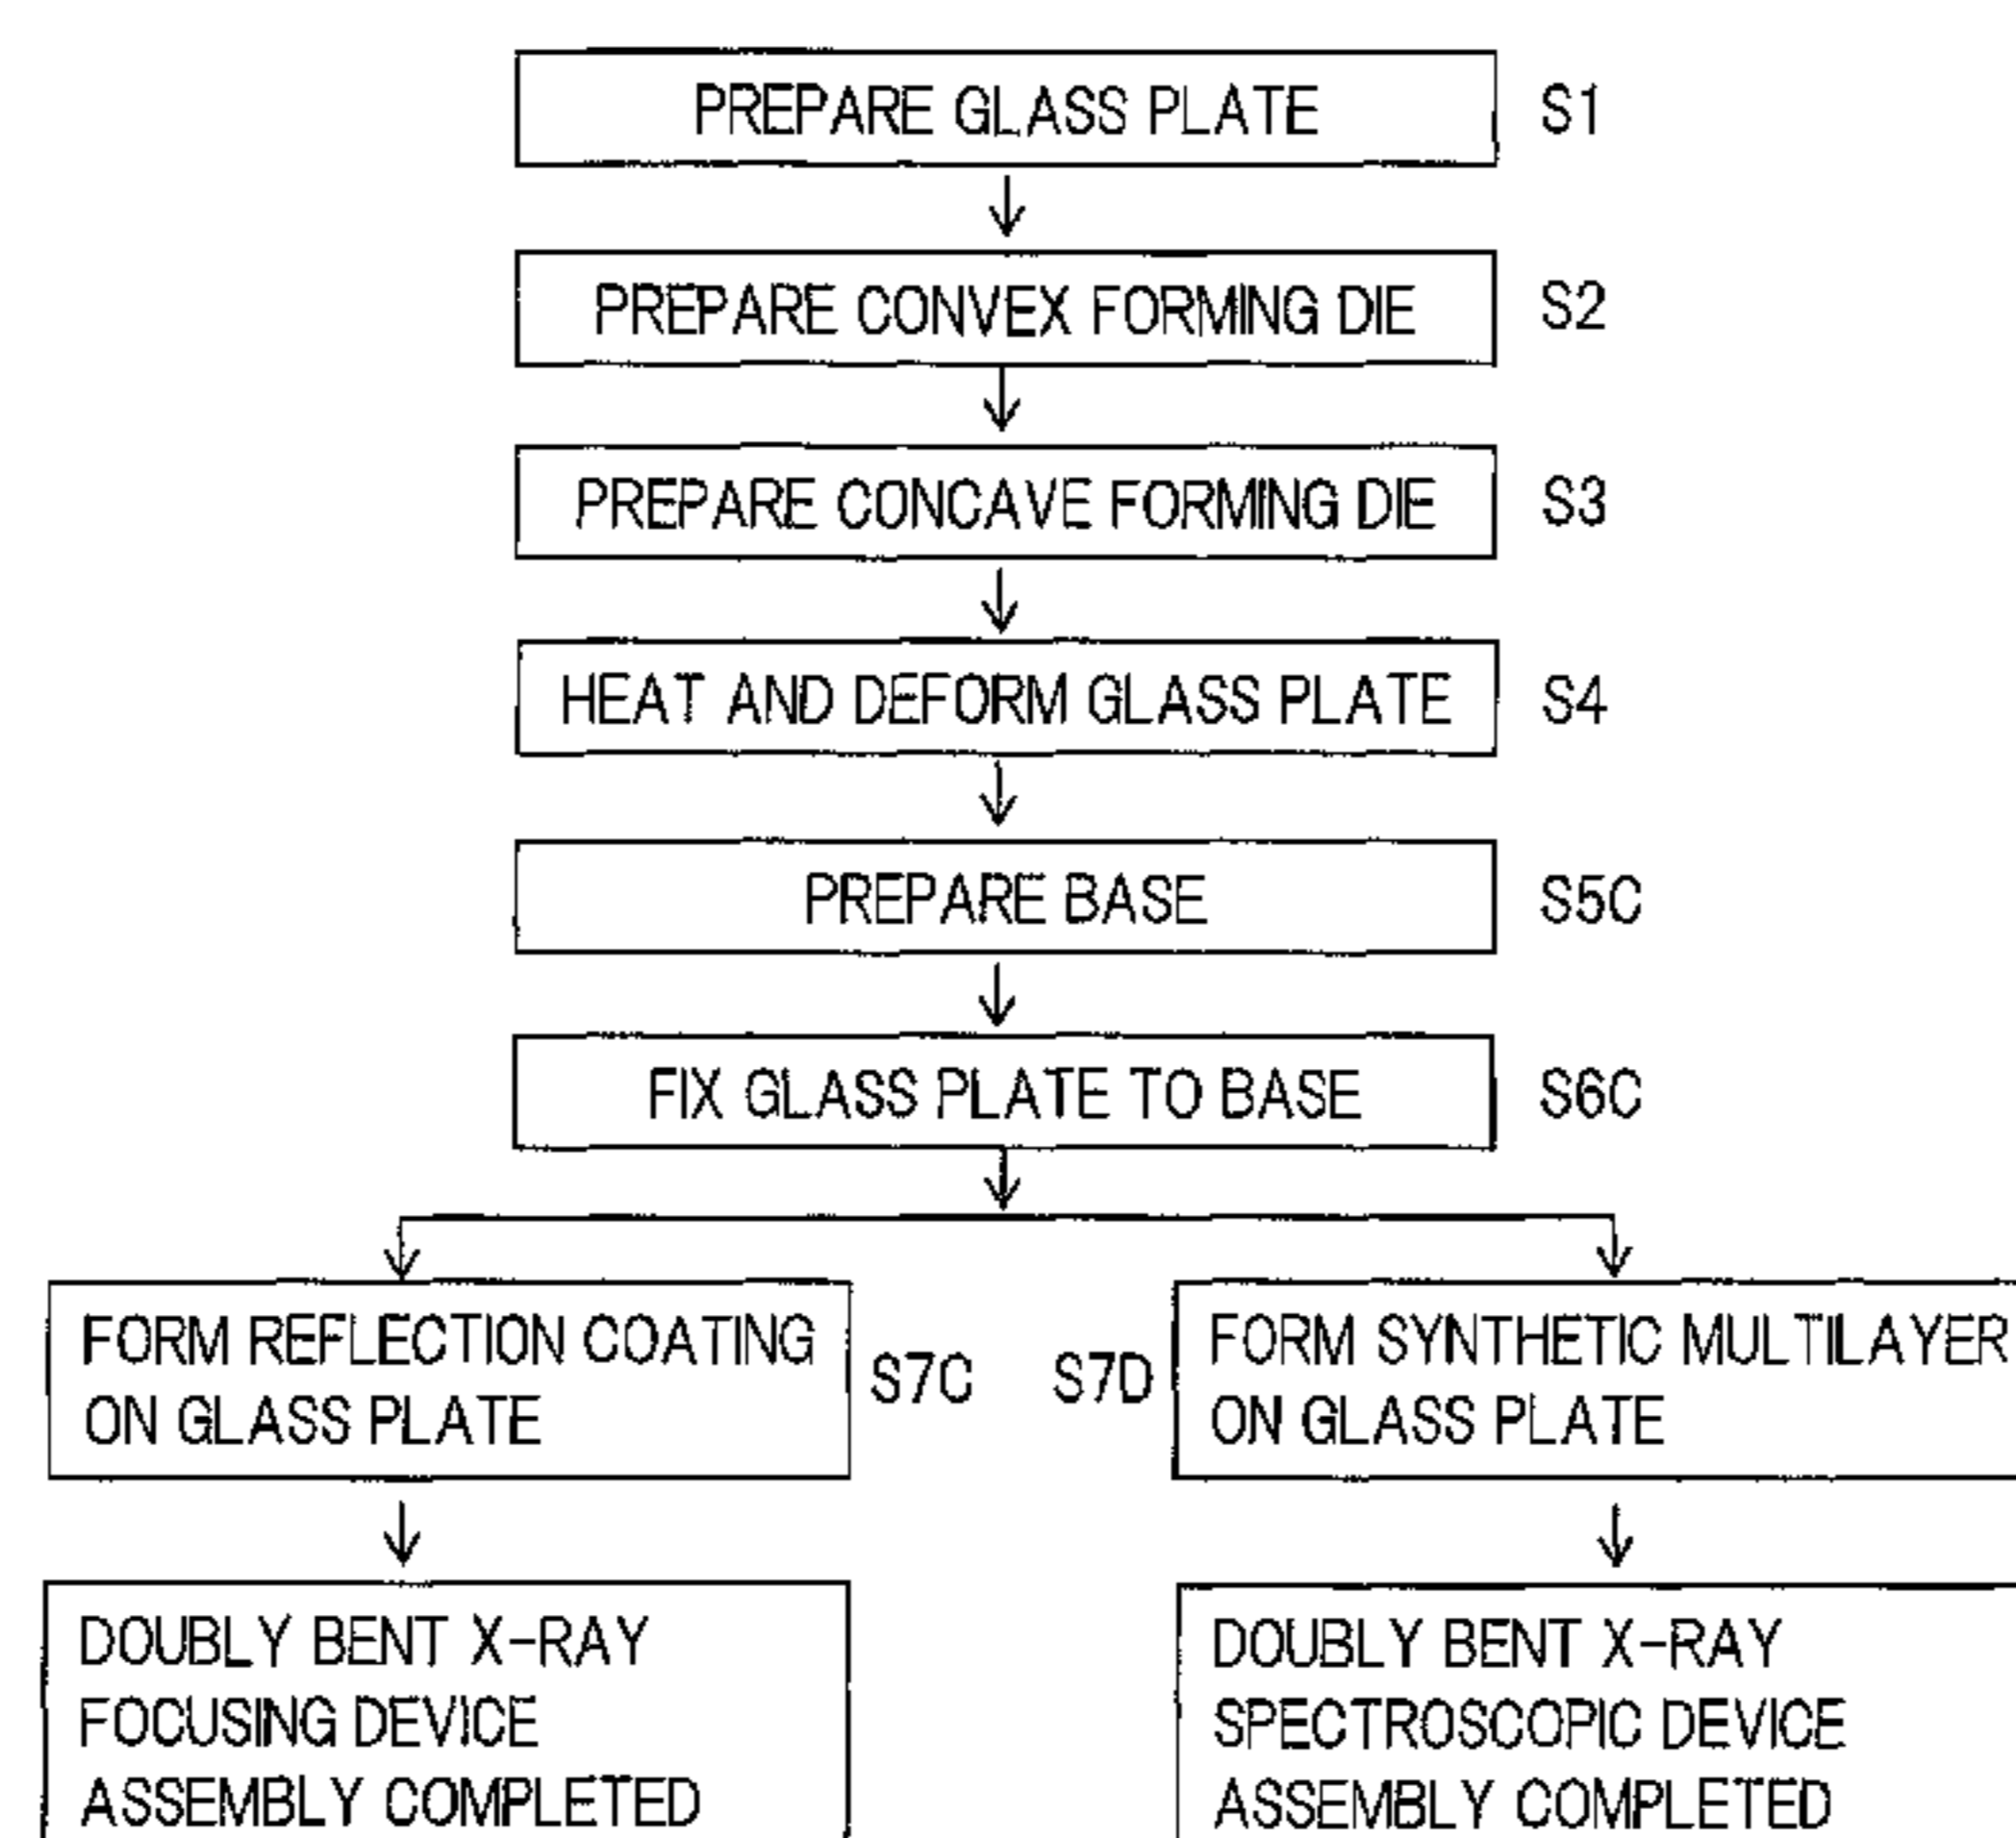 PREPARE GLASS PLATE S1
PREPARE CONVEX FORMING DIE S2
PREPARE CONCAVE FORMING DIE S3
HEAT AND DEFORM GLASS PLATE S4
PREPARE BASE S5C
FIX GLASS PLATE TO BASE S6C
FORM REFLECTION COATING
ON GLASS PLATE
S7C
S7D
FORM SYNTHETIC MULTILAYER
ON GLASS PLATE
DOUBLY BENT X-RAY
FOCUSING DEVICE
ASSEMBLY COMPLETED
DOUBLY BENT X-RAY
SPECTROSCOPIC DEVICE
ASSEMBLY COMPLETED